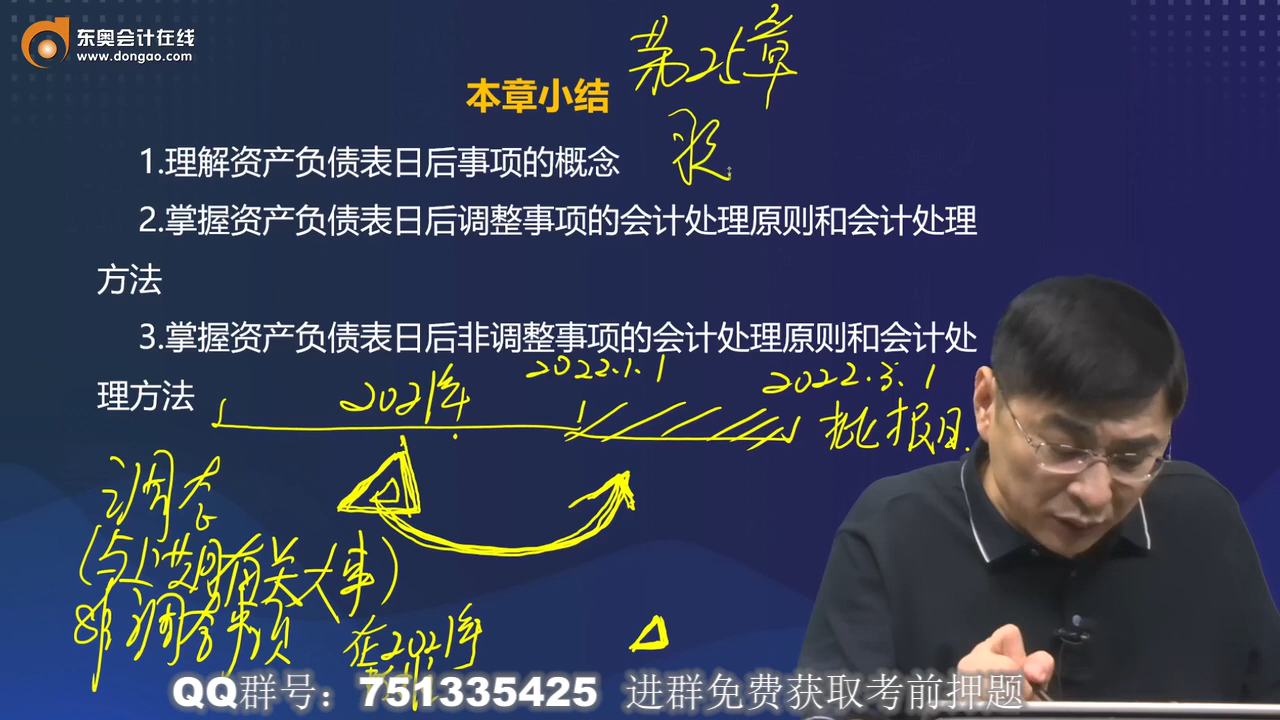 东奥会计在线
www.dongao.com
第25章
本章小结
1.理解资产负债表日后事项的概念
2.掌握资产负债表日后调整事项的会计处理原则和会计处理
方法
3.掌握资产负债表日后非调整事项的会计处理原则和会计处
理方法
2022.1.1
2022.3.1
2021年
批报日
(与上期有关大事)
非调整事项
在2021年
QQ群号：751335425 进群免费获取考前押题